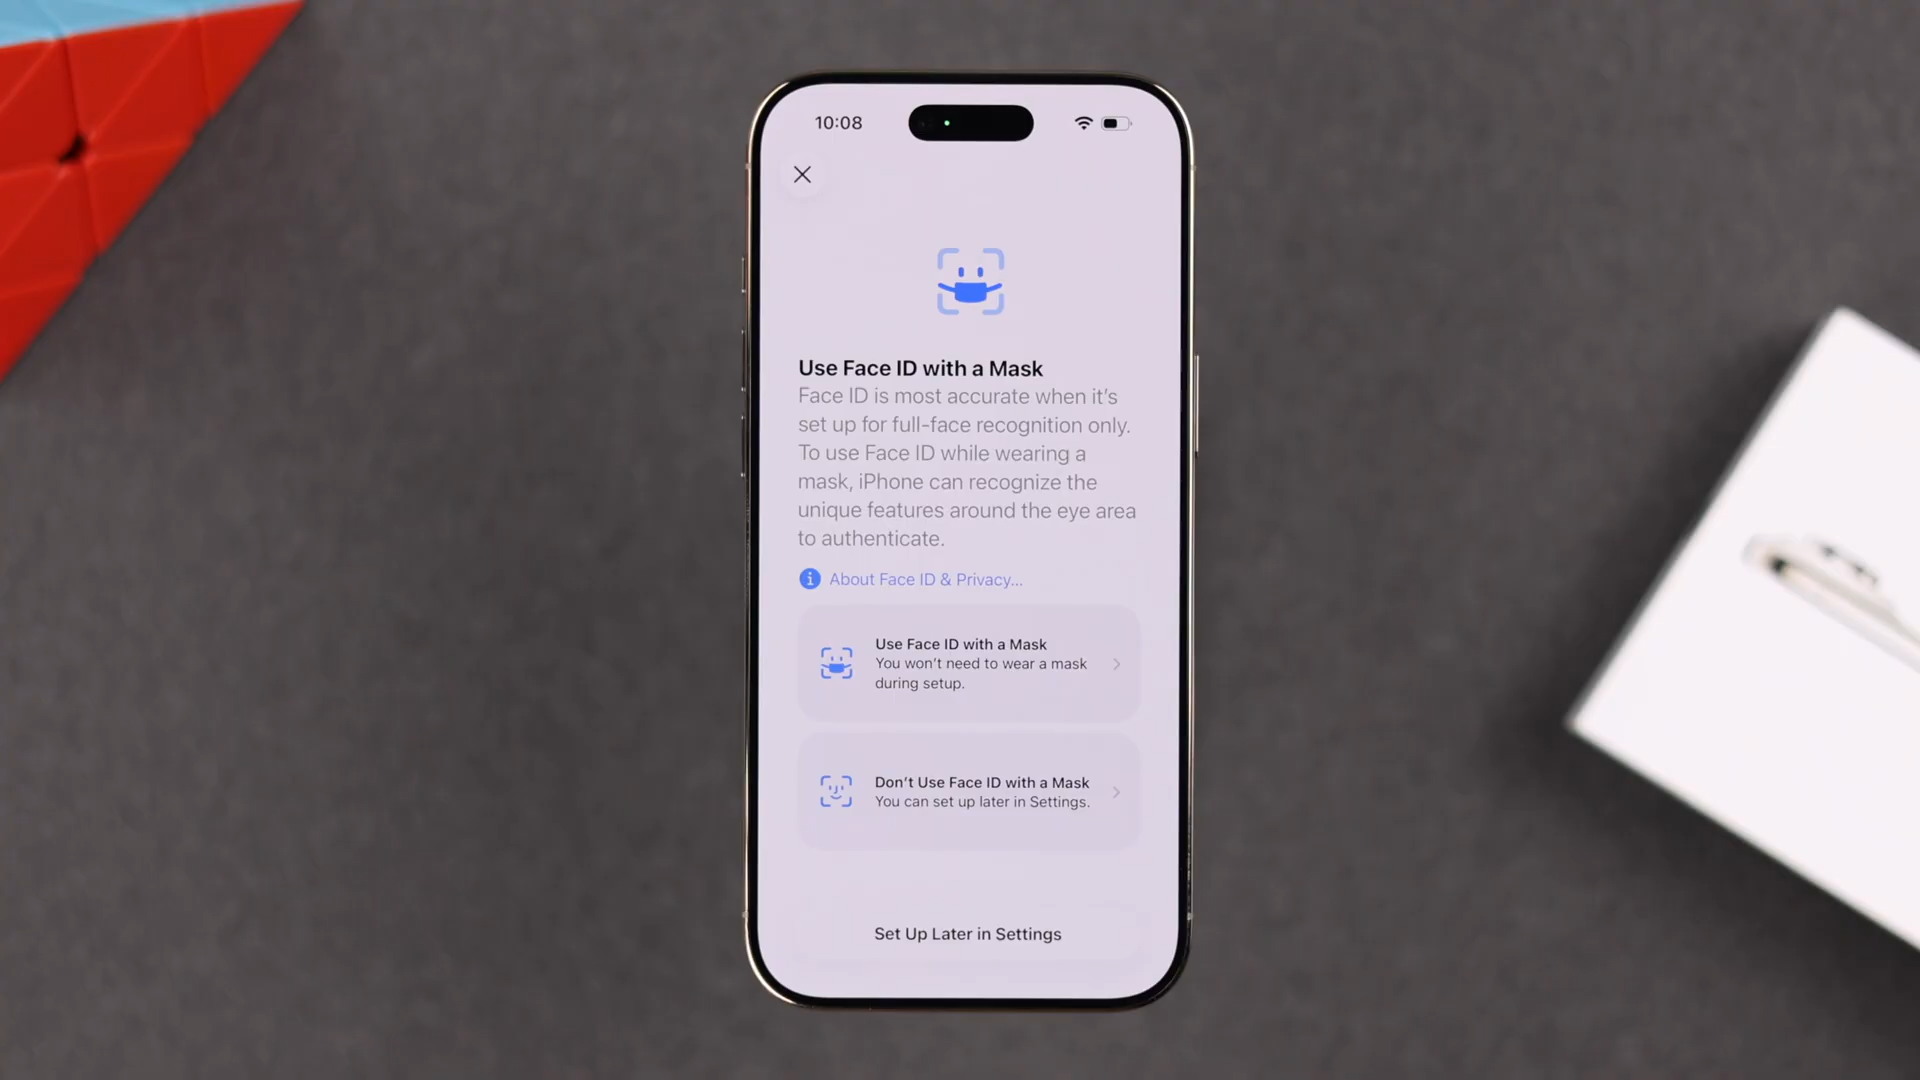 10:08
Use Face ID with a Mask
Face ID is most accurate when it's
set up for full-face recognition only.
To use Face ID while wearing a
mask, iPhone can recognize the
unique features around the eye area
to authenticate.
About Face ID & Privacy...
Use Face ID with a Mask
You won't need to wear a mask
during setup.
Don't Use Face ID with a Mask
You can set up later in Settings.
Set Up Later in Settings